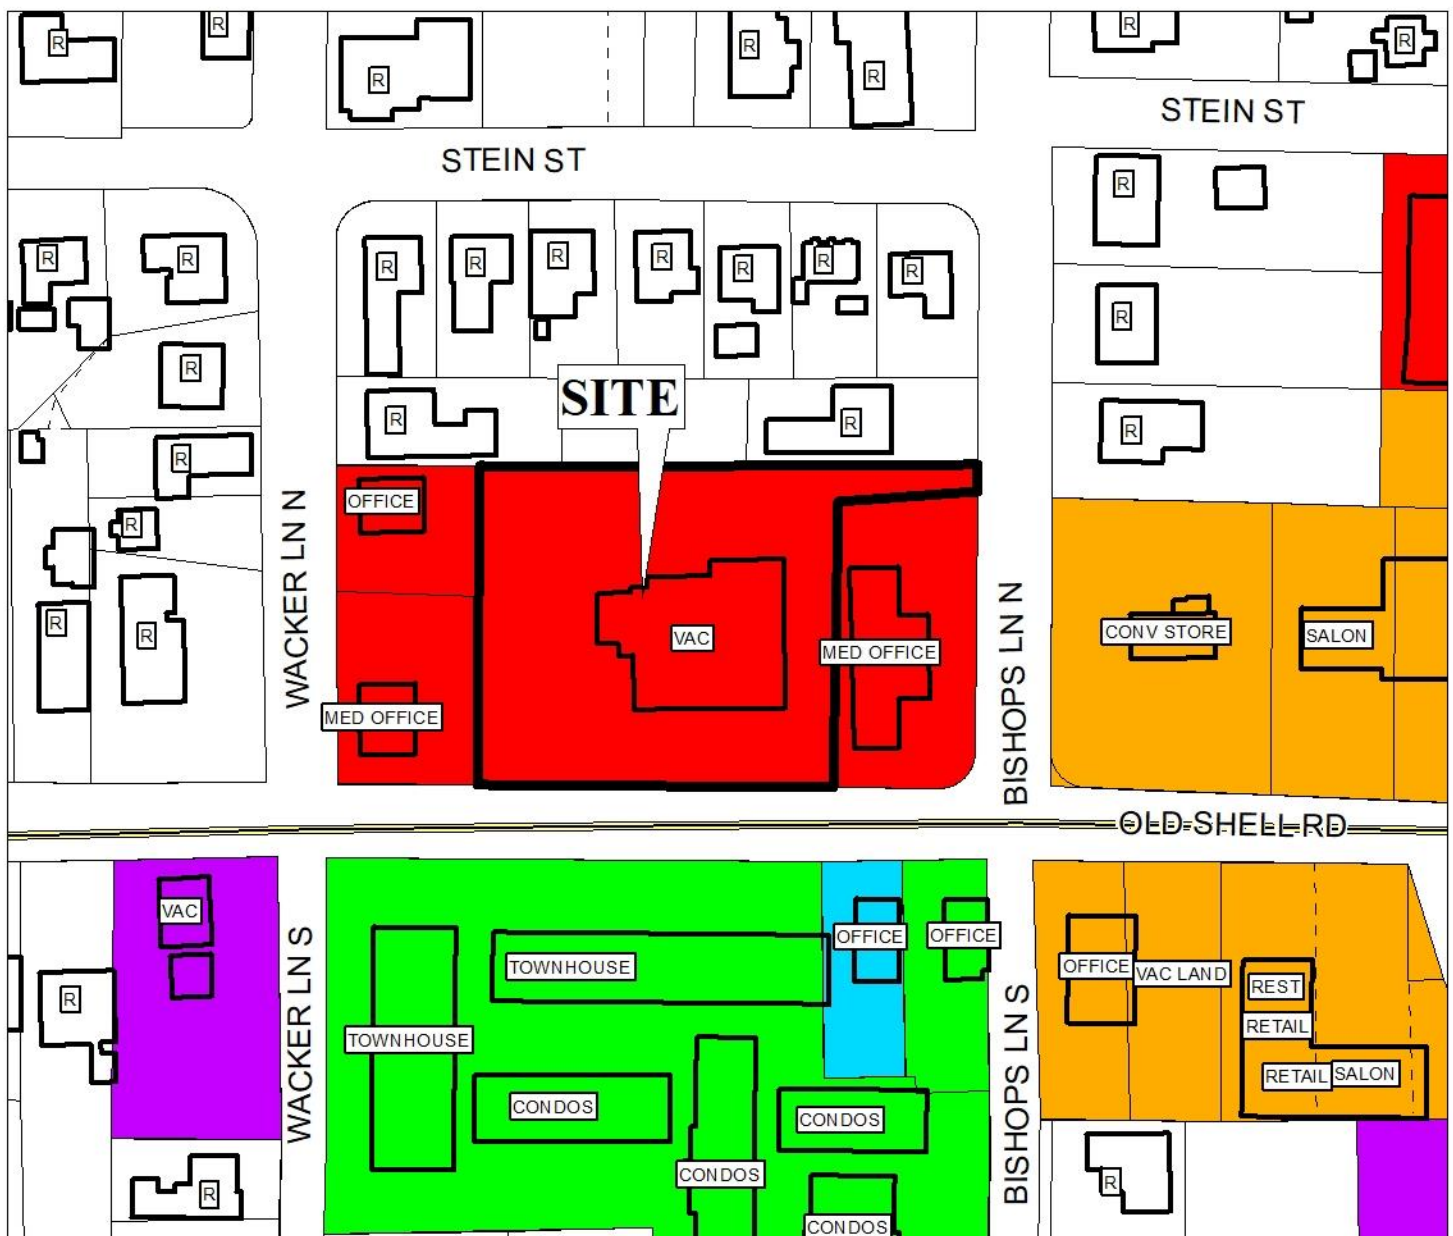 R
R
R
R
R
R
R
STEIN ST
STEIN ST
R
R
R
R
R
R
R
R
R
R
R
R
R
R
SITE
R
R
R
R
OFFICE
R
WACKER LN N
BISHOPS LN N
R
R
VAC
MED OFFICE
CONV STORE
SALON
MED OFFICE
OLD SHELL RD
VAC
OFFICE
OFFICE
TOWNHOUSE
OFFICE
VAC LAND
REST
R
WACKER LN S
BISHOPS LN S
TOWNHOUSE
RETAIL
RETAIL
SALON
CONDOS
CONDOS
CONDOS
R
R
CONDOS